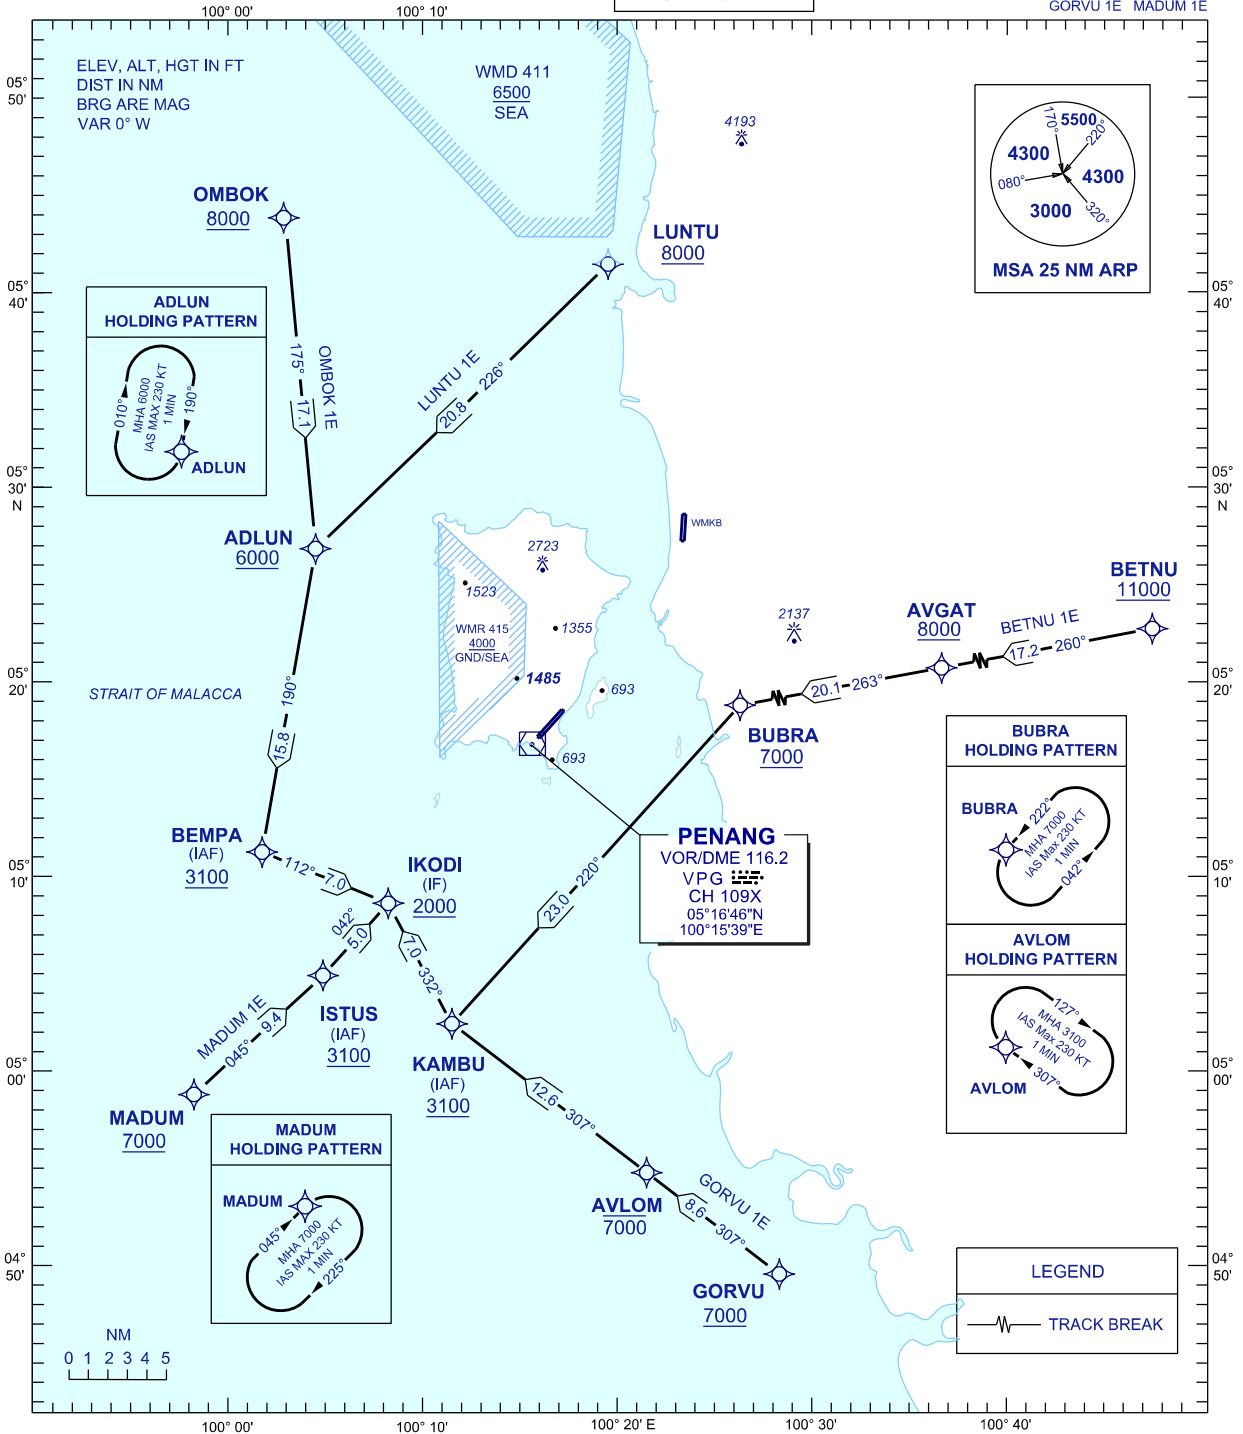 GORVU 1E MADUM 1E
100° 00'
100° 10'
05°
50'
ELEV, ALT, HGT IN FT
DIST IN NM
BRG ARE MAG
VAR 0° W
WMD 411
6500
SEA
4193
170°
5500
220°
4300
4300
080°
3000
320°
MSA 25 NM ARP
OMBOK
8000
LUNTU
8000
05°
40'
05°
40'
ADLUN
HOLDING PATTERN
010°
MHA 6000
IAS MAX 230 KT
1 MIN
190°
ADLUN
175°
17.1
OMBOK 1E
LUNTU 1E
20.8
226°
05°
30'
N
05°
30'
N
WMKB
ADLUN
6000
2723
1523
1355
WMR 415
4000
GND/SEA
1485
693
693
2137
AVGAT
8000
BETNU
11000
BETNU 1E
17.2
260°
20.1
263°
05°
20'
05°
20'
STRAIT OF MALACCA
190°
15.8
BUBRA
7000
BUBRA
HOLDING PATTERN
BUBRA
222°
MHA 7000
IAS Max 230 KT
1 MIN
042°
BEMPA
(IAF)
3100
112°
7.0
IKODI
(IF)
2000
PENANG
VOR/DME 116.2
VPG
CH 109X
05°16'46"N
100°15'39"E
05°
10'
05°
10'
220°
23.0
042°
5.0
7.0
332°
AVLOM
HOLDING PATTERN
127°
MHA 3100
IAS Max 230 KT
1 MIN
307°
AVLOM
ISTUS
(IAF)
3100
MADUM 1E
045°
9.4
KAMBU
(IAF)
3100
05°
00'
05°
00'
MADUM
7000
12.6
307°
MADUM
HOLDING PATTERN
MADUM
045°
MHA 7000
IAS MAX 230 KT
1 MIN
225°
AVLOM
7000
GORVU 1E
8.6
307°
GORVU
7000
04°
50'
04°
50'
LEGEND
TRACK BREAK
NM
0 1 2 3 4 5
100° 00'
100° 10'
100° 20' E
100° 30'
100° 40'